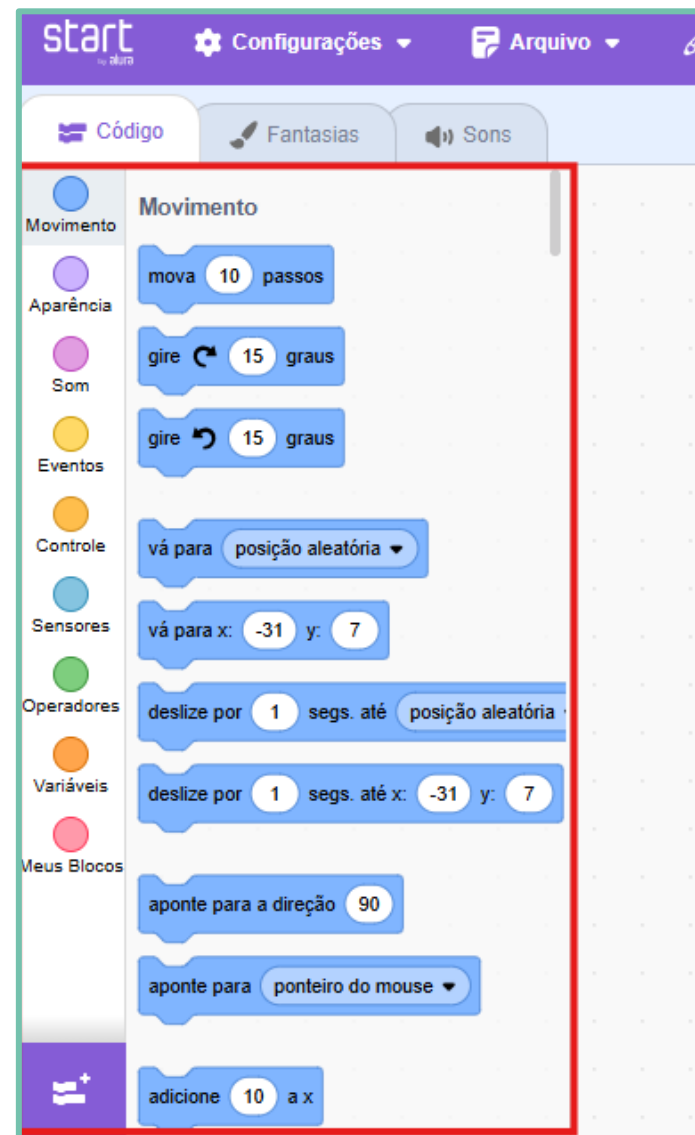 start
by alura
Configurações
Arquivo
Código
Fantasias
Sons
Movimento
Aparência
Som
Eventos
Controle
Sensores
Operadores
Variáveis
Meus Blocos
Movimento
mova 10 passos
gire 15 graus
gire 15 graus
vá para posição aleatória
vá para x: -31 y: 7
deslize por 1 segs. até posição aleatória
deslize por 1 segs. até x: -31 y: 7
aponte para a direção 90
aponte para ponteiro do mouse
adicione 10 a x